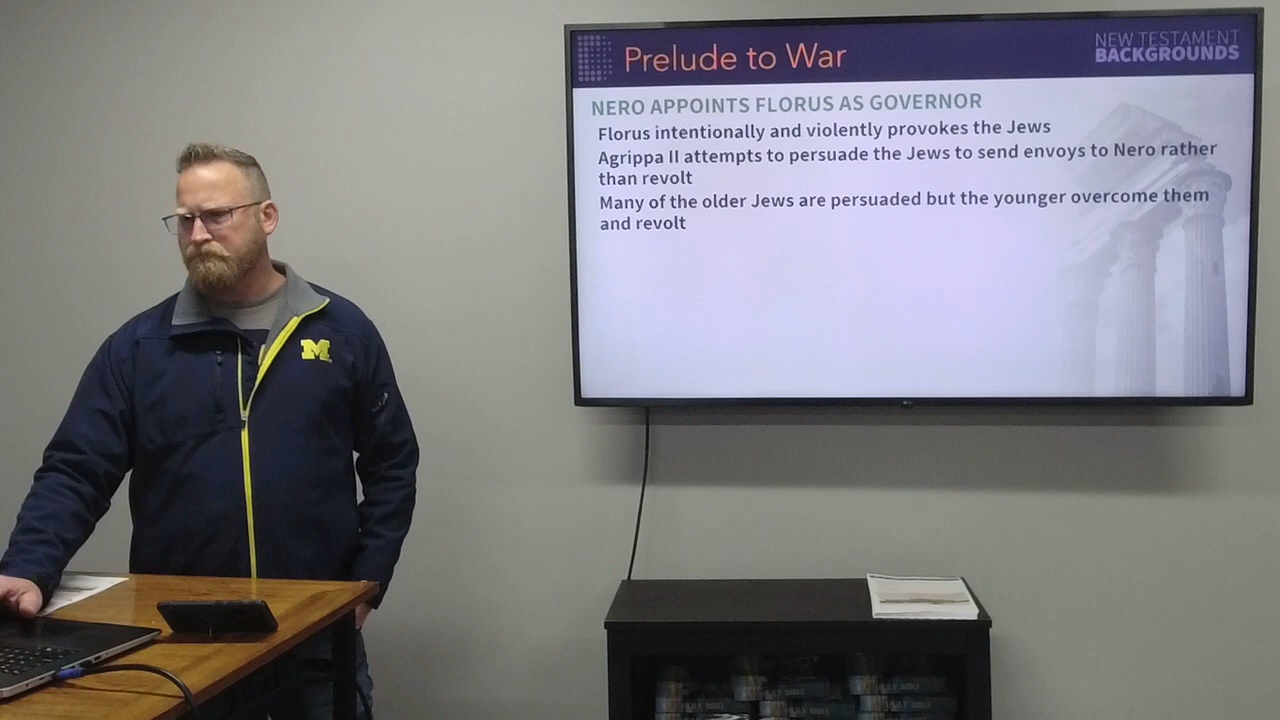 Prelude to War
NEW TESTAMENT
BACKGROUNDS
NERO APPOINTS FLORUS AS GOVERNOR
Florus intentionally and violently provokes the Jews
Agrippa II attempts to persuade the Jews to send envoys to Nero rather
than revolt
Many of the older Jews are persuaded but the younger overcome them
and revolt
M